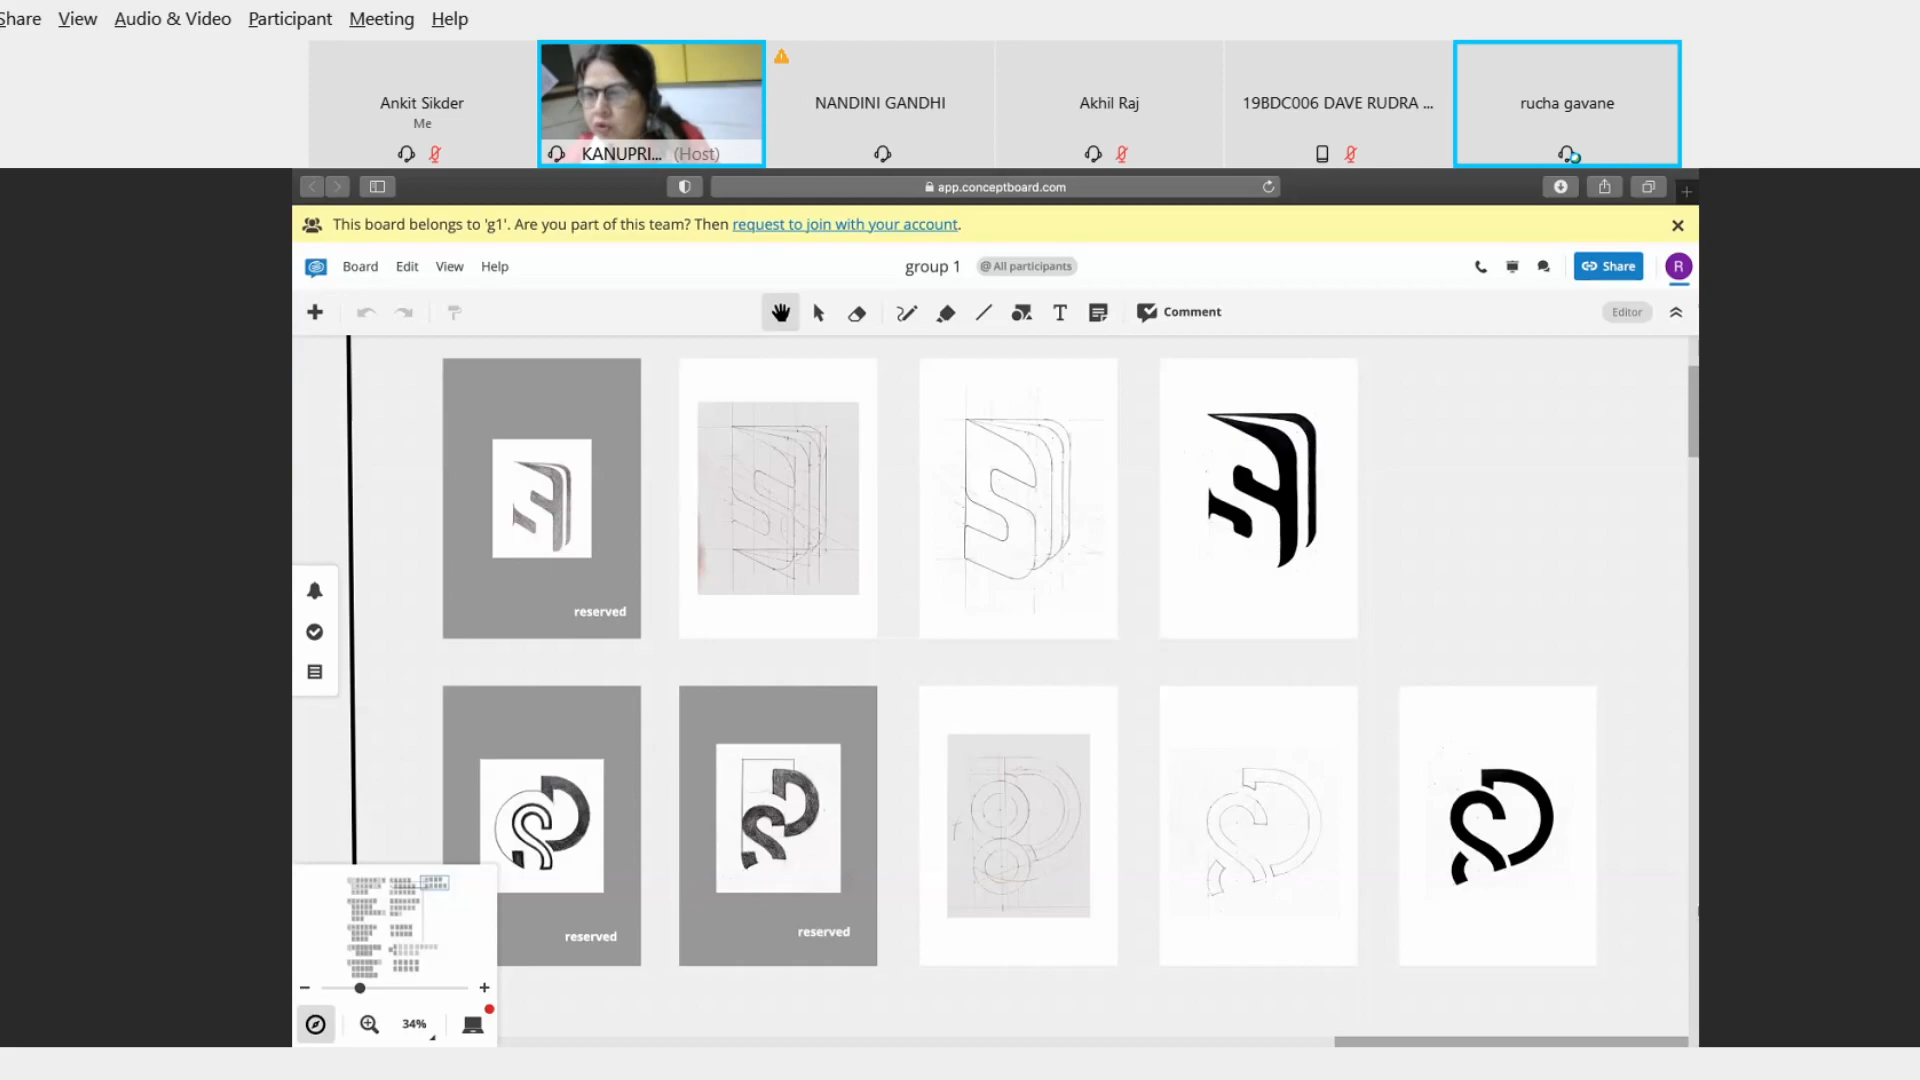 Share View Audio & Video Participant Meeting Help
Ankit Sikder
Me
KANUPRI... (Host)
NANDINI GANDHI
Akhil Raj
19BDC006 DAVE RUDRA ...
rucha gavane
app.conceptboard.com
This board belongs to 'g1'. Are you part of this team? Then request to join with your account.
Board Edit View Help
group 1 @ All participants
Share
R
T
Comment
Editor
reserved
reserved
reserved
34%